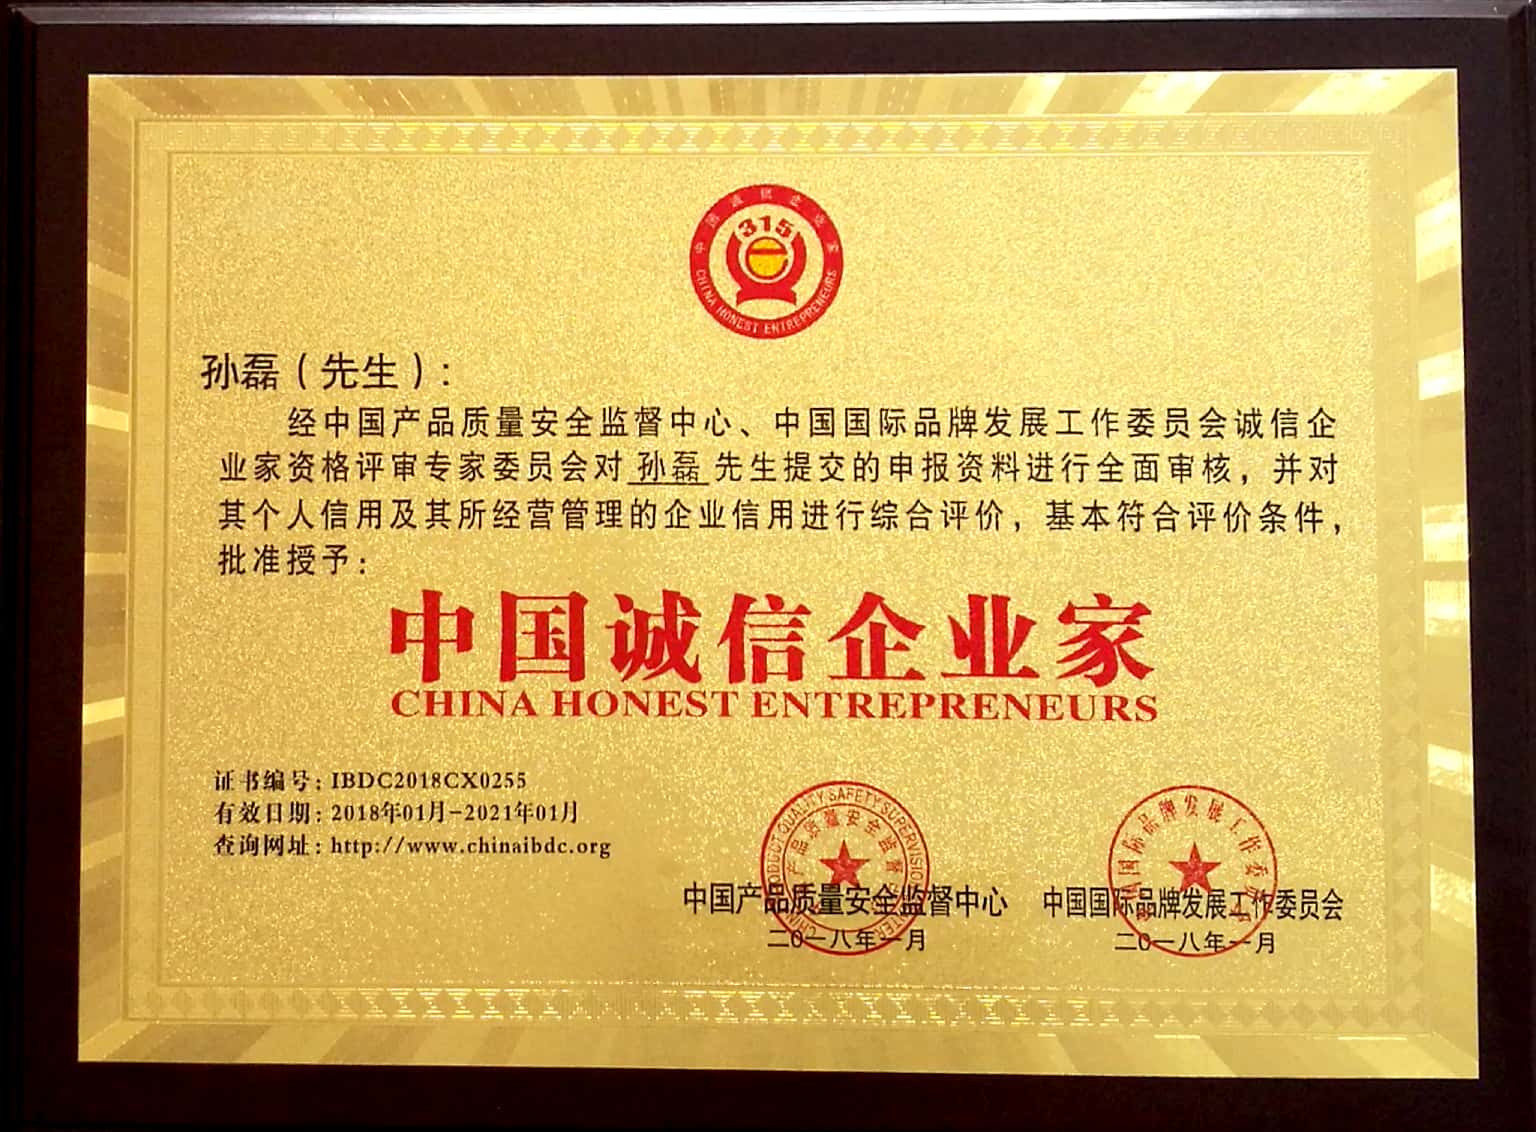 中国诚信企业家
315
CHINA HONEST ENTREPRENEURS
孙磊（先生）：
经中国产品质量安全监督中心、中国国际品牌发展工作委员会诚信企
业家资格评审专家委员会对 孙磊 先生提交的申报资料进行全面审核，并对
其个人信用及其所经营管理的企业信用进行综合评价，基本符合评价条件，
批准授予：
中国诚信企业家
CHINA HONEST ENTREPRENEURS
证书编号：IBDC2018CX0255
有效日期：2018年01月-2021年01月
查询网址：http://www.chinaibdc.org
中国产品质量安全监督中心
二〇一八年一月
中国国际品牌发展工作委员会
二〇一八年一月